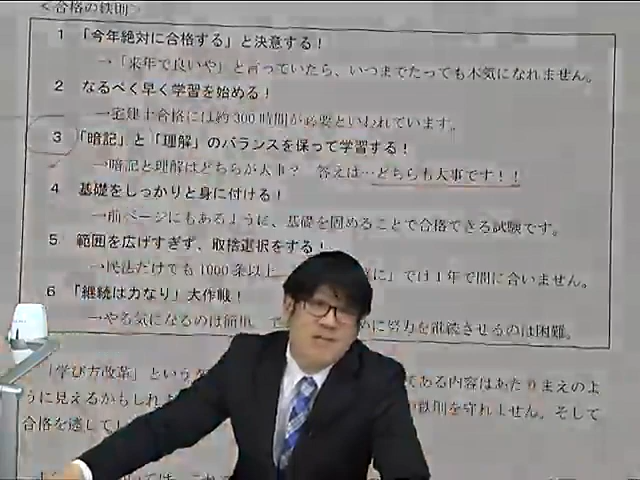 ＜合格の鉄則＞
1 「今年絶対に合格する」と決意する！
→「来年で良いや」と言っていたら、いつまでたっても本気になれません。
2 なるべく早く学習を始める！
→宅建士合格には約300時間が必要といわれています。
3 「暗記」と「理解」のバランスを保って学習する！
→暗記と理解はどちらが大事？ 答えは…どちらも大事です！！
4 基礎をしっかりと身に付ける！
→前ページにもあるように、基礎を固めることで合格できる試験です。
5 範囲を広げすぎず、取捨選択をする！
→民法だけでも1000条以上 に」では1年で間に合いません。
6 「継続は力なり」大作戦！
→やる気になるのは簡単 に努力を継続させるのは困難。
「学び方改革」という てある内容はあたりまえのよ
うに見えるかもしれま 鉄則を守れません。そして
合格を逃してし